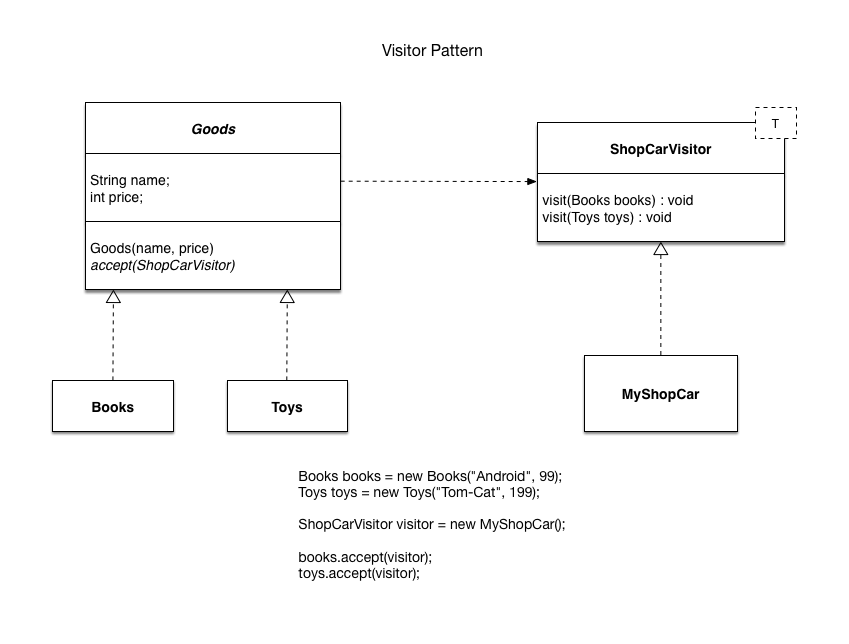 Visitor Pattern
Goods
String name;
int price;
Goods(name, price)
accept(ShopCarVisitor)
T
ShopCarVisitor
visit(Books books) : void
visit(Toys toys) : void
Books
Toys
MyShopCar
Books books = new Books("Android", 99);
Toys toys = new Toys("Tom-Cat", 199);
ShopCarVisitor visitor = new MyShopCar();
books.accept(visitor);
toys.accept(visitor);